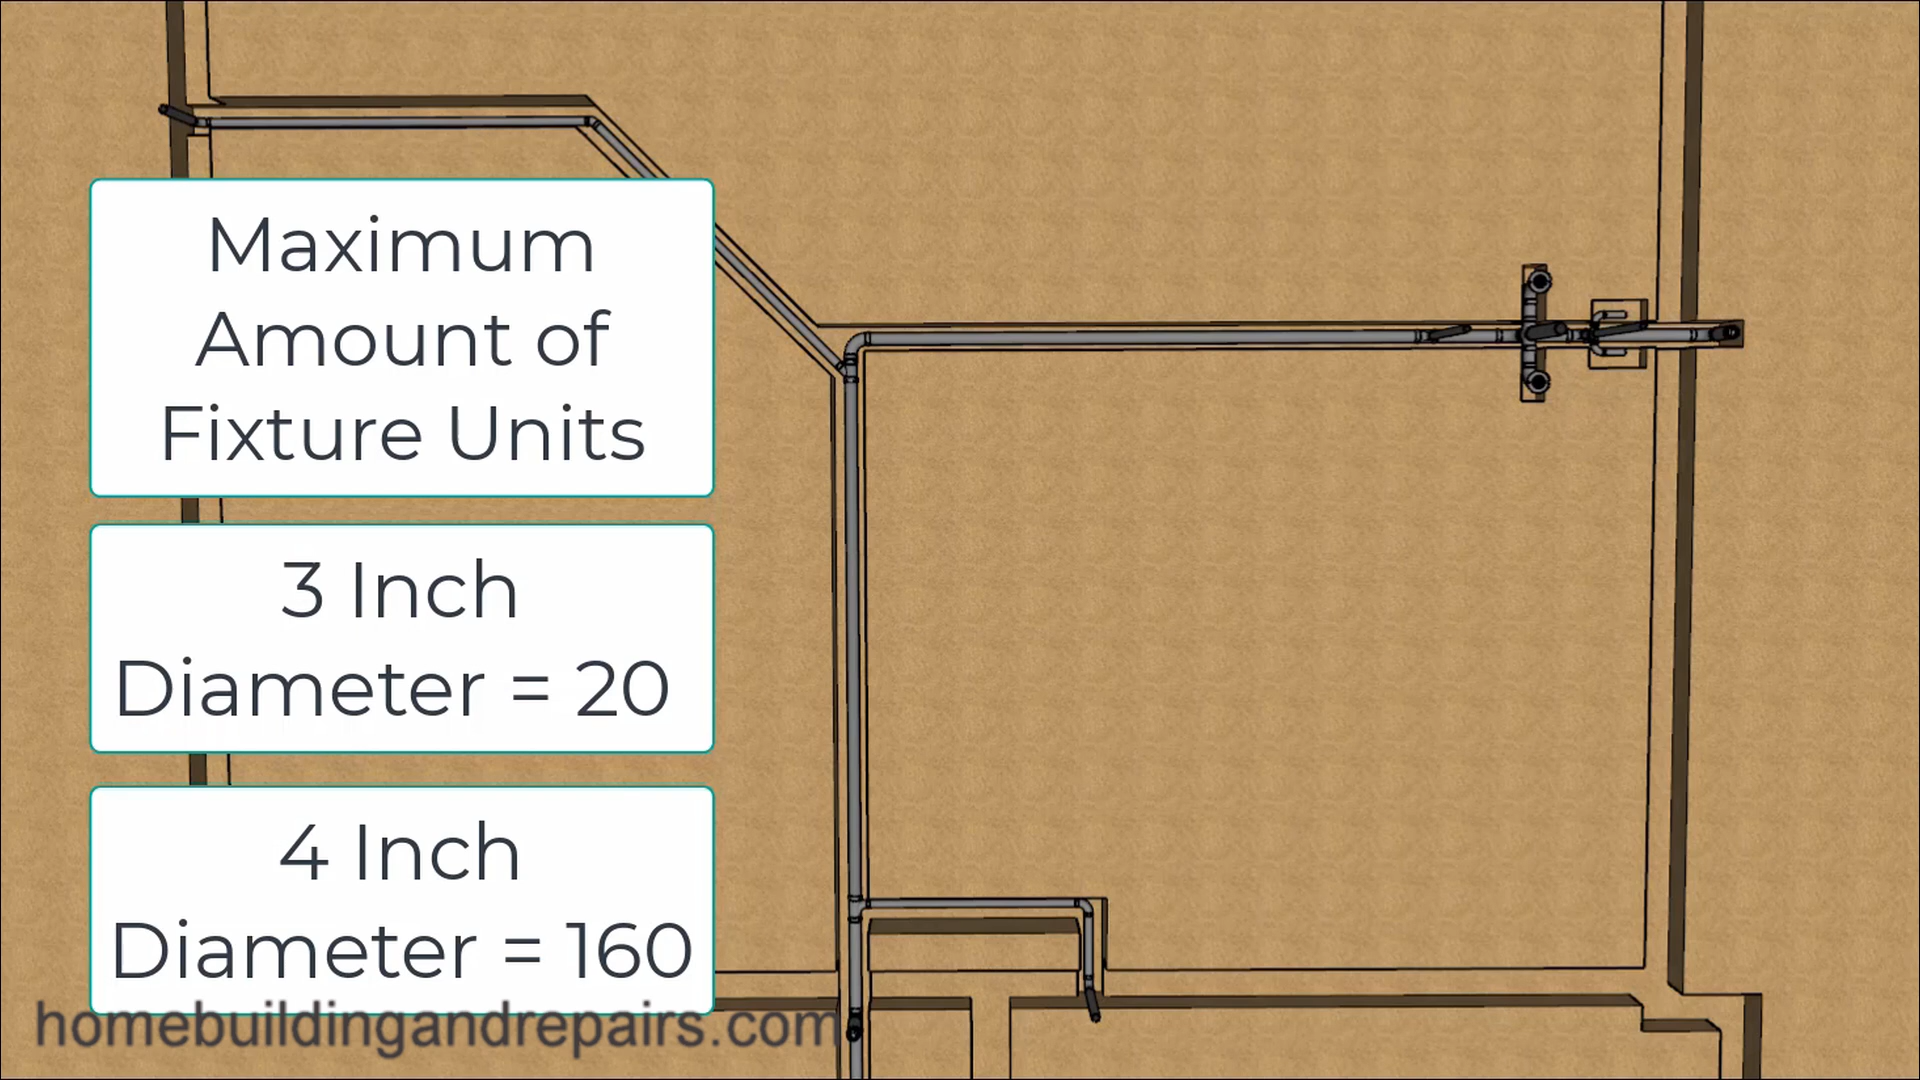 Maximum
Amount of
Fixture Units
3 Inch
Diameter = 20
4 Inch
Diameter = 160
homebuildingandrepairs.com